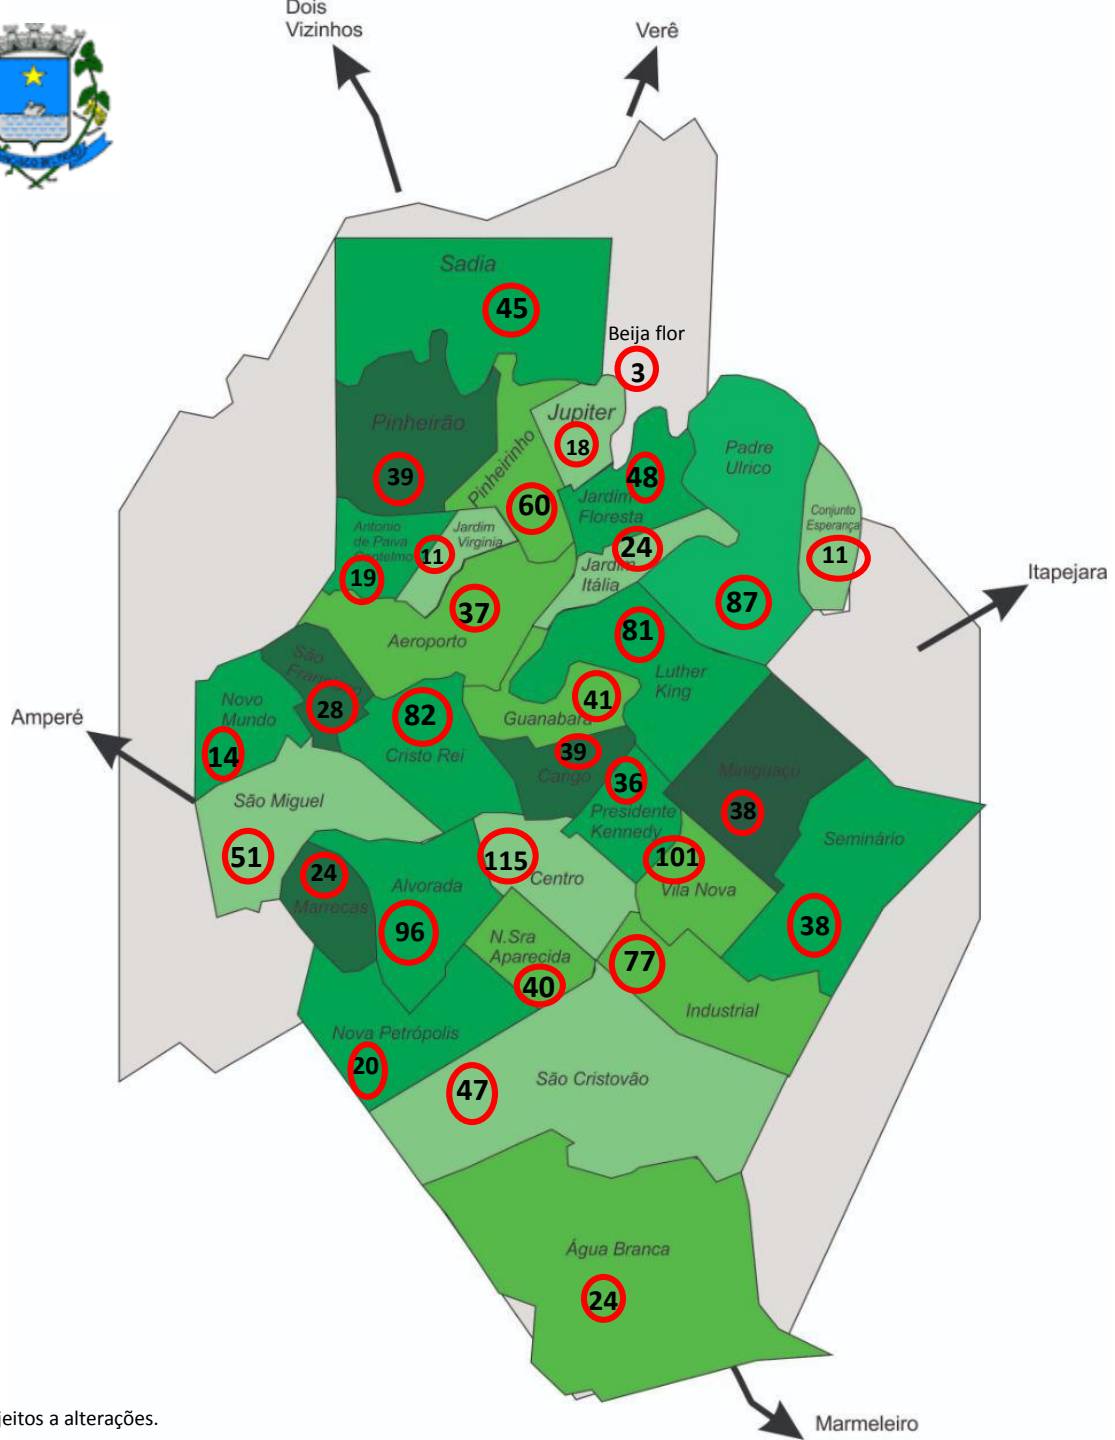 Dois
Vizinhos
Verê
Sadia
45
Beija flor
3
Pinheirão
39
Pinheirinho
60
Jupiter
18
48
Jardim
Floresta
Padre
Ulrico
87
Conjunto
Esperança
11
Antonio
de Paiva
Cantelmo
19
Jardim
Virginia
11
24
Jardim
Itália
Itapejara
37
Aeroporto
81
Luther
King
São
Francisco
28
Novo
Mundo
14
Amperé
82
Cristo Rei
41
Guanabara
39
Cango
36
Presidente
Kennedy
Miniguaçú
38
São Miguel
51
Seminário
38
24
Marrecas
Alvorada
96
115
Centro
101
Vila Nova
N.Sra
Aparecida
40
77
Industrial
Nova Petrópolis
20
São Cristovão
47
Água Branca
24
jeitos a alterações.
Marmeleiro